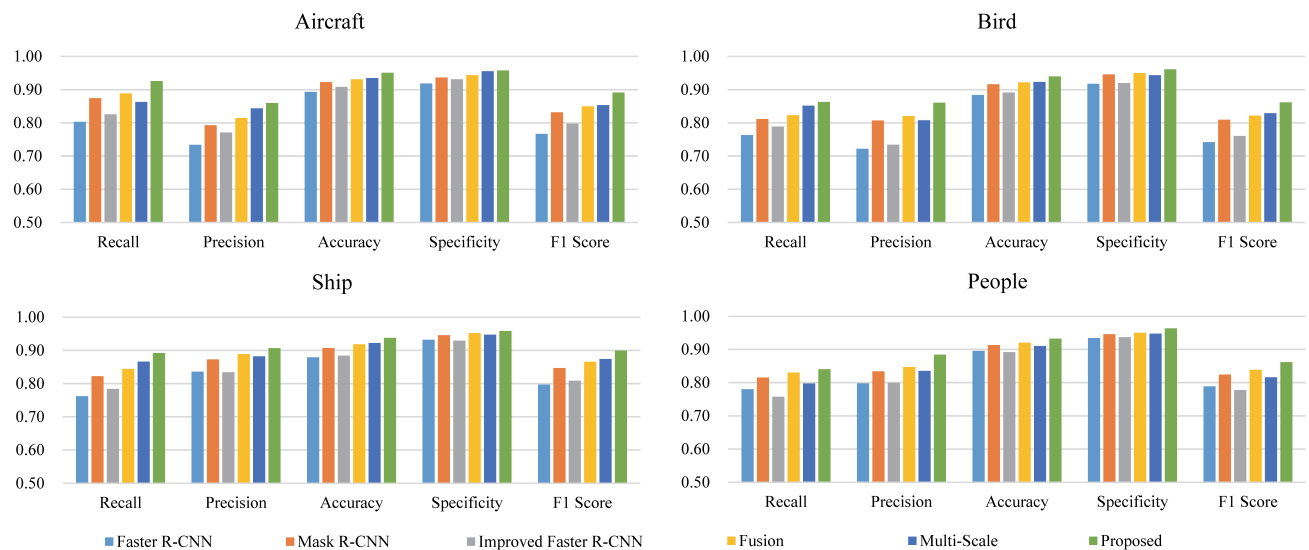 Aircraft
1.00
0.90
0.80
0.70
0.60
0.50
Recall Precision Accuracy Specificity F1 Score
Bird
1.00
0.90
0.80
0.70
0.60
0.50
Recall Precision Accuracy Specificity F1 Score
Ship
1.00
0.90
0.80
0.70
0.60
0.50
Recall Precision Accuracy Specificity F1 Score
People
1.00
0.90
0.80
0.70
0.60
0.50
Recall Precision Accuracy Specificity F1 Score
Faster R-CNN Mask R-CNN Improved Faster R-CNN Fusion Multi-Scale Proposed